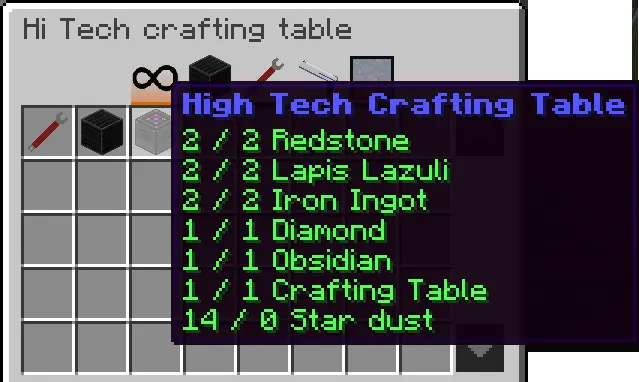 Hi Tech crafting table
High Tech Crafting Table
2 / 2 Redstone
2 / 2 Lapis Lazuli
2 / 2 Iron Ingot
1 / 1 Diamond
1 / 1 Obsidian
1 / 1 Crafting Table
14 / 0 Star dust